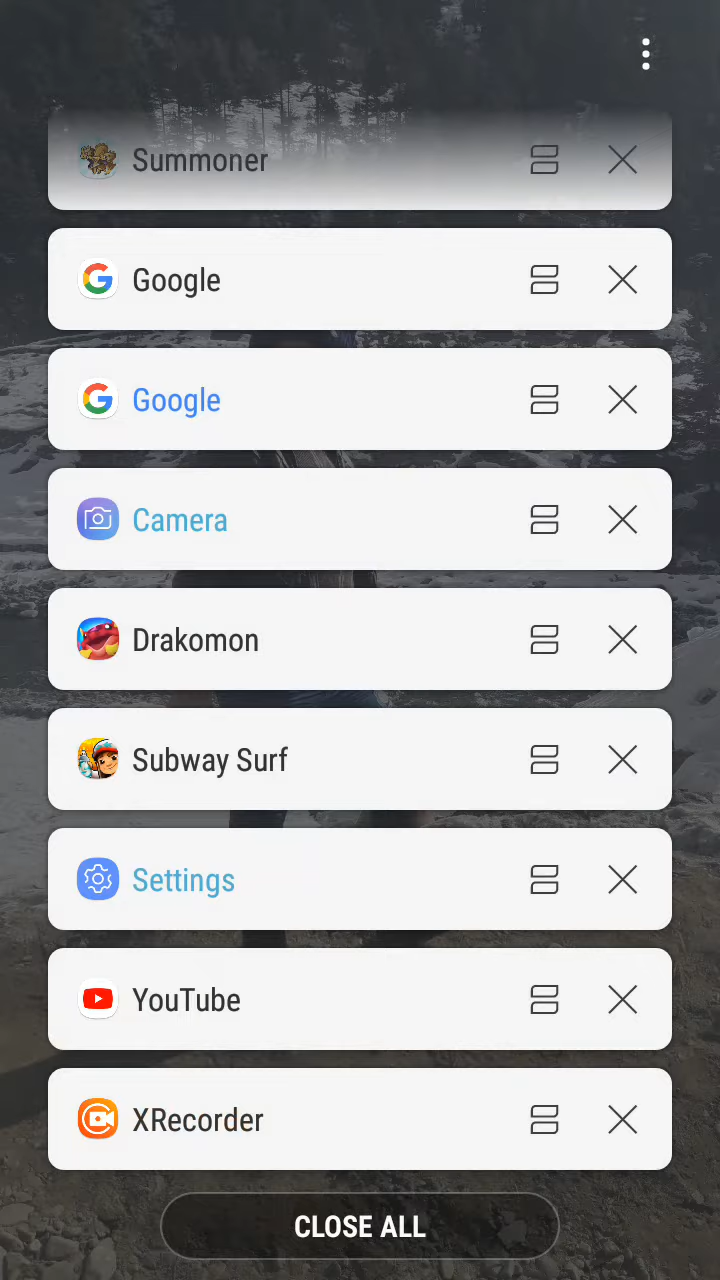 Summoner
Google
Google
Camera
Drakomon
Subway Surf
Settings
YouTube
XRecorder
CLOSE ALL